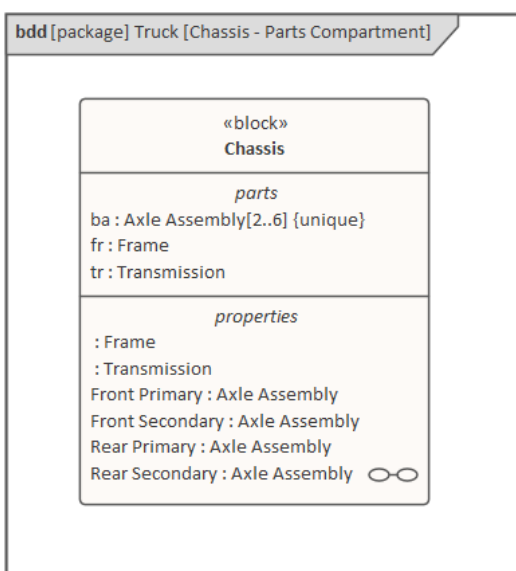 bdd [package] Truck [Chassis - Parts Compartment]
«block»
Chassis
parts
ba : Axle Assembly[2..6] {unique}
fr : Frame
tr : Transmission
properties
: Frame
: Transmission
Front Primary : Axle Assembly
Front Secondary : Axle Assembly
Rear Primary : Axle Assembly
Rear Secondary : Axle Assembly